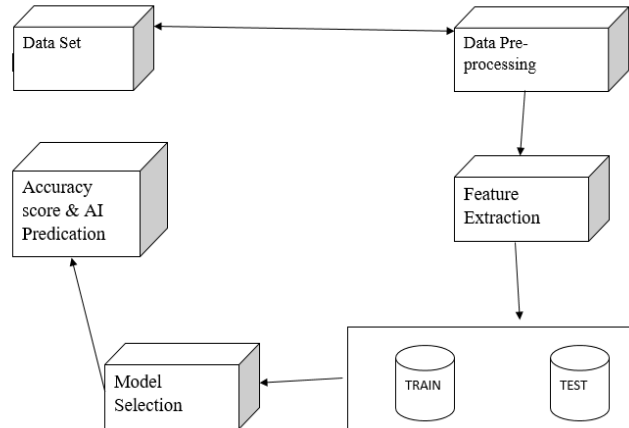 Data Set
Data Pre-
processing
Accuracy
score & AI
Predication
Feature
Extraction
TRAIN
TEST
Model
Selection